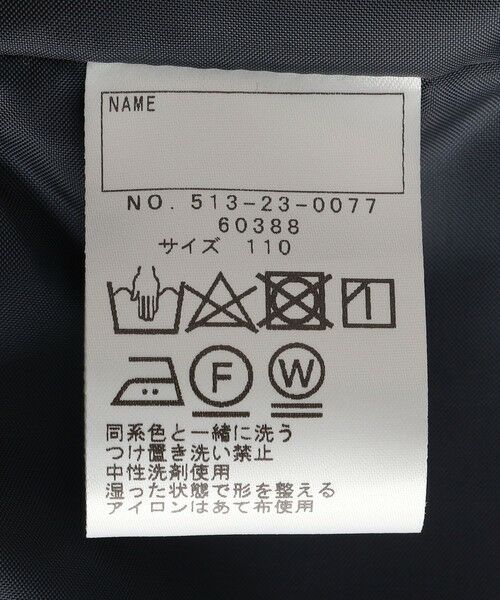 NAME
NO. 513-23-0077
60388
サイズ 110
F
W
同系色と一緒に洗う
つけ置き洗い禁止
中性洗剤使用
湿った状態で形を整える
アイロンはあて布使用